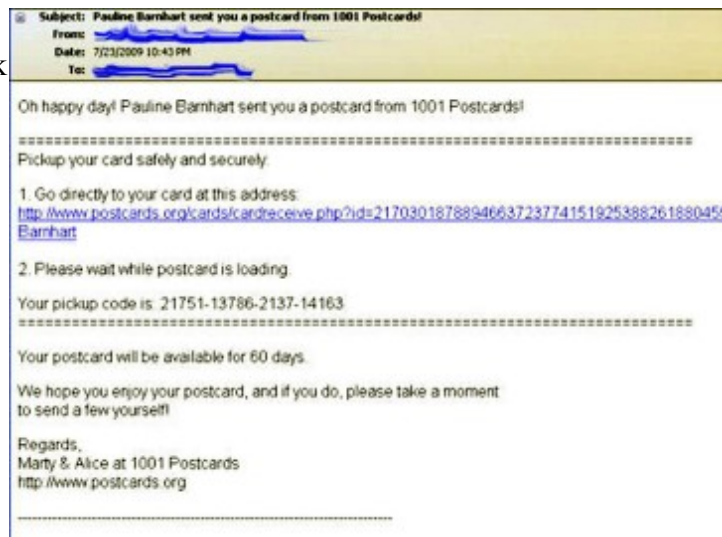 Subject: Pauline Barnhart sent you a postcard from 1001 Postcards!
From:
Date: 7/23/2009 10:43 PM
To:
k
Oh happy day! Pauline Barnhart sent you a postcard from 1001 Postcards!
===========================================================================
Pickup your card safely and securely:
1. Go directly to your card at this address:
http://www.postcards.org/cards/cardreceive.php?id=2170301878894663723774151925388261880459
Barnhart
2. Please wait while postcard is loading.
Your pickup code is: 21751-13786-2137-14163
===========================================================================
Your postcard will be available for 60 days.
We hope you enjoy your postcard, and if you do, please take a moment
to send a few yourself!
Regards,
Marty & Alice at 1001 Postcards
http://www.postcards.org